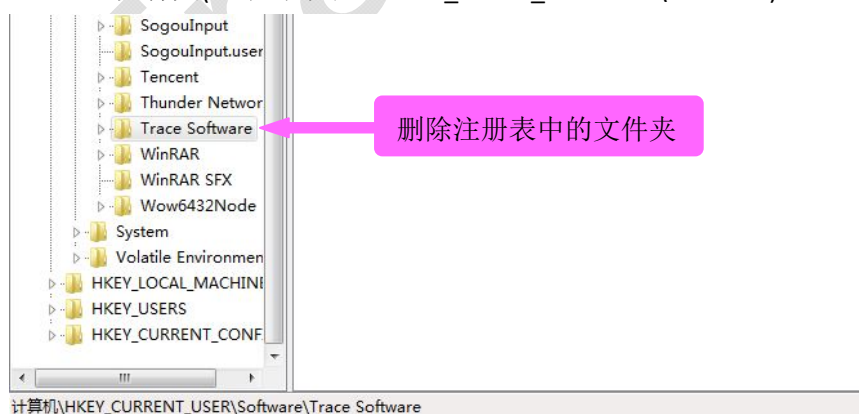 SogouInput
SogouInput.user
Tencent
Thunder Networ
Trace Software
删除注册表中的文件夹
WinRAR
WinRAR SFX
Wow6432Node
System
Volatile Environmen
HKEY_LOCAL_MACHINE
HKEY_USERS
HKEY_CURRENT_CONF
计算机\HKEY_CURRENT_USER\Software\Trace Software